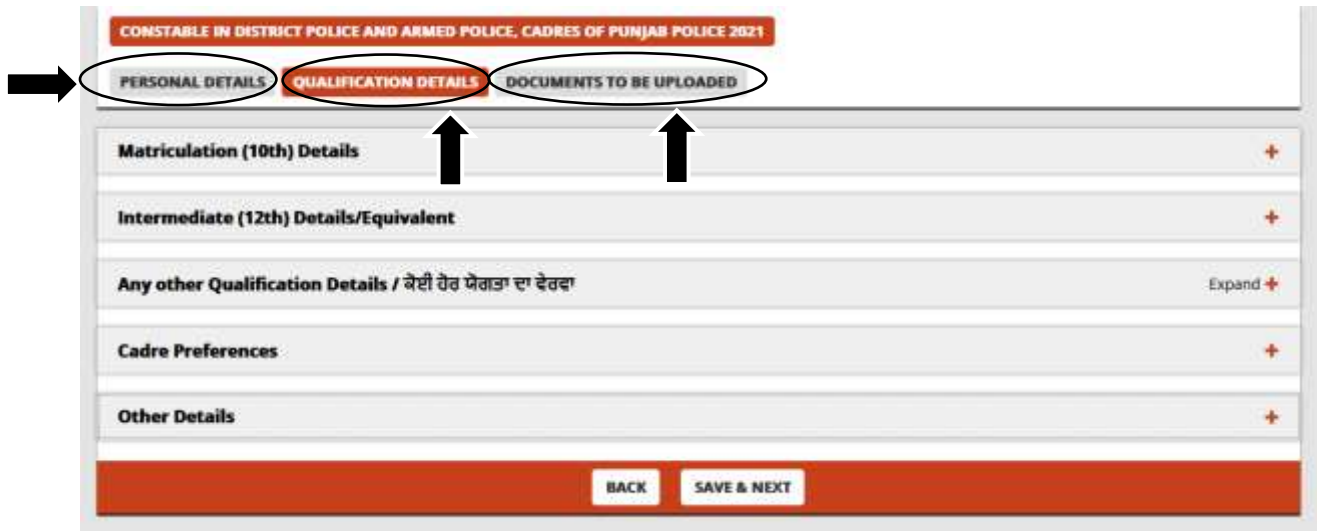 CONSTABLE IN DISTRICT POLICE AND ARMED POLICE, CADRES OF PUNJAB POLICE 2021
PERSONAL DETAILS QUALIFICATION DETAILS DOCUMENTS TO BE UPLOADED
Matriculation (10th) Details +
Intermediate (12th) Details/Equivalent +
Any other Qualification Details / ਕੋਈ ਹੋਰ ਯੋਗਤਾ ਦਾ ਵੇਰਵਾ Expand +
Cadre Preferences +
Other Details +
BACK SAVE & NEXT